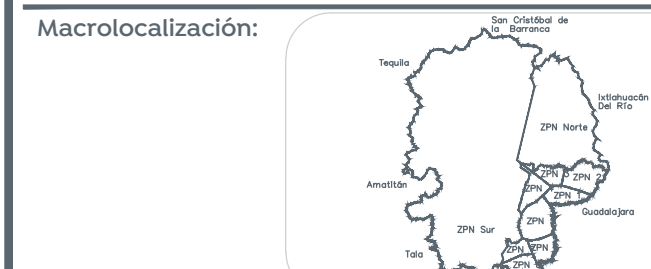 Macrolocalización:
San Cristóbal de
la Barranca
Tequila
Ixtlahuacán
Del Río
ZPN Norte
ZPN 3
ZPN 2
ZPN
ZPN 1
Amatitán
Guadalajara
ZPN
ZPN Sur
ZPN
ZPN
Tala
ZPN